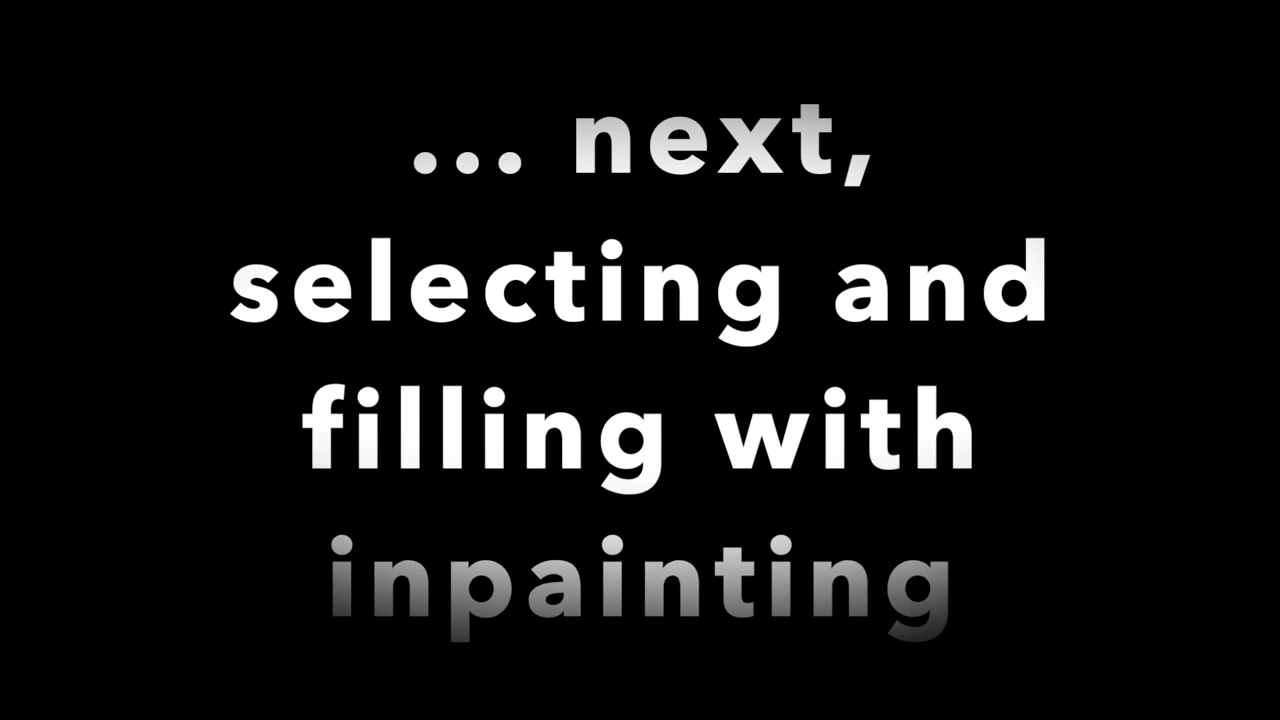 ... next,
selecting and
filling with
inpainting